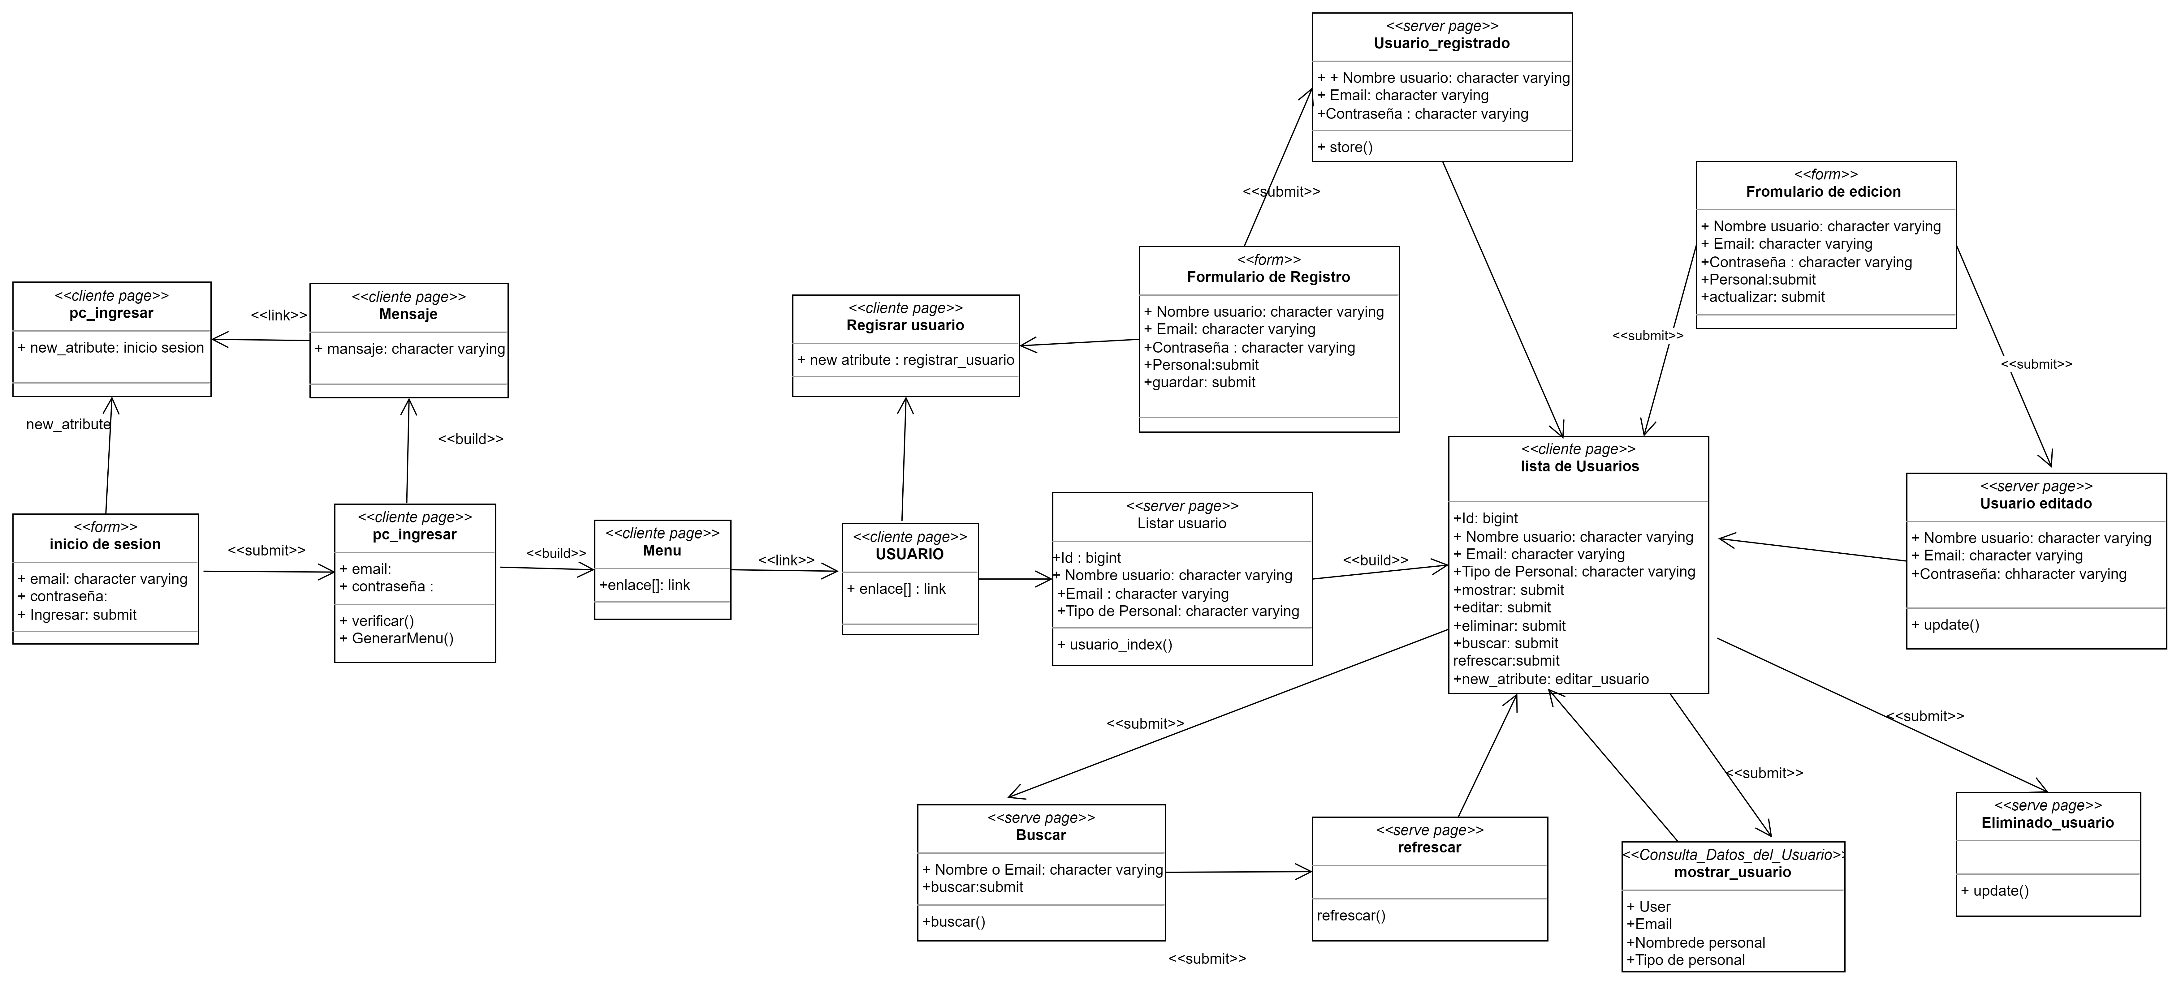 <<server page>>
Usuario_registrado
+ + Nombre usuario: character varying
+ Email: character varying
+Contraseña : character varying
+ store()
<<submit>>
<<form>>
Fromulario de edicion
+ Nombre usuario: character varying
+ Email: character varying
+Contraseña : character varying
+Personal:submit
+actualizar: submit
<<submit>>
<<submit>>
<<form>>
Formulario de Registro
+ Nombre usuario: character varying
+ Email: character varying
+Contraseña : character varying
+Personal:submit
+guardar: submit
<<cliente page>>
pc_ingresar
+ new_atribute: inicio sesion
<<link>>
<<cliente page>>
Mensaje
+ mansaje: character varying
<<cliente page>>
Regisrar usuario
+ new atribute : registrar_usuario
new_atribute
<<build>>
<<form>>
inicio de sesion
+ email: character varying
+ contraseña:
+ Ingresar: submit
<<submit>>
<<cliente page>>
pc_ingresar
+ email:
+ contraseña :
+ verificar()
+ GenerarMenu()
<<build>>
<<cliente page>>
Menu
+enlace[]: link
<<link>>
<<cliente page>>
USUARIO
+ enlace[] : link
<<server page>>
Listar usuario
+Id : bigint
+ Nombre usuario: character varying
+Email : character varying
+Tipo de Personal: character varying
+ usuario_index()
<<build>>
<<cliente page>>
lista de Usuarios
+Id: bigint
+ Nombre usuario: character varying
+ Email: character varying
+Tipo de Personal: character varying
+mostrar: submit
+editar: submit
+eliminar: submit
+buscar: submit
refrescar:submit
+new_atribute: editar_usuario
<<server page>>
Usuario editado
+ Nombre usuario: character varying
+ Email: character varying
+Contraseña: chharacter varying
+ update()
<<submit>>
<<submit>>
<<submit>>
<<serve page>>
Buscar
+ Nombre o Email: character varying
+buscar:submit
+buscar()
<<submit>>
<<serve page>>
refrescar
refrescar()
<<Consulta_Datos_del_Usuario>>
mostrar_usuario
+ User
+Email
+Nombrede personal
+Tipo de personal
<<serve page>>
Eliminado_usuario
+ update()